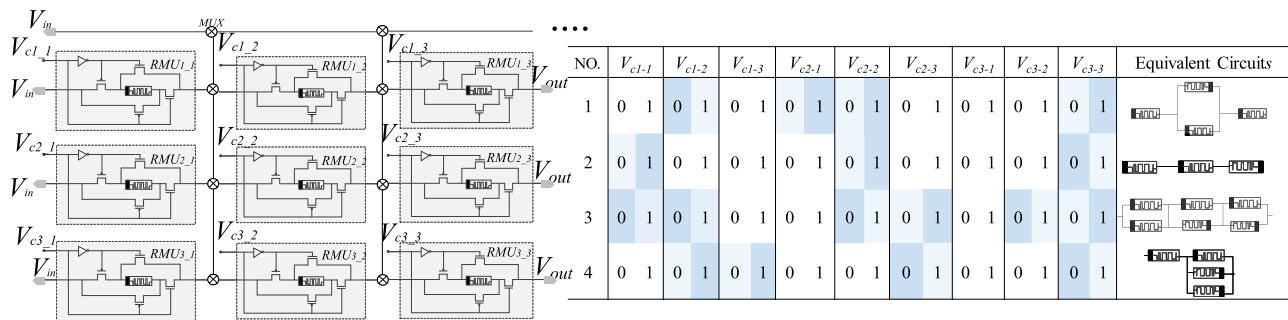 V_in MUX ....
V_c1_1 V_c1_2 V_c1_3
RMU_1_1 RMU_1_2 RMU_1_3
V_in V_out
V_c2_1 V_c2_2 V_c2_3
RMU_2_1 RMU_2_2 RMU_2_3
V_in V_out
V_c3_1 V_c3_2 V_c3_3
RMU_3_1 RMU_3_2 RMU_3_3
V_in V_out
NO. V_c1-1 V_c1-2 V_c1-3 V_c2-1 V_c2-2 V_c2-3 V_c3-1 V_c3-2 V_c3-3 Equivalent Circuits
1 0 1 0 1 0 1 0 1 0 1 0 1 0 1 0 1 0 1
2 0 1 0 1 0 1 0 1 0 1 0 1 0 1 0 1 0 1
3 0 1 0 1 0 1 0 1 0 1 0 1 0 1 0 1 0 1
4 0 1 0 1 0 1 0 1 0 1 0 1 0 1 0 1 0 1